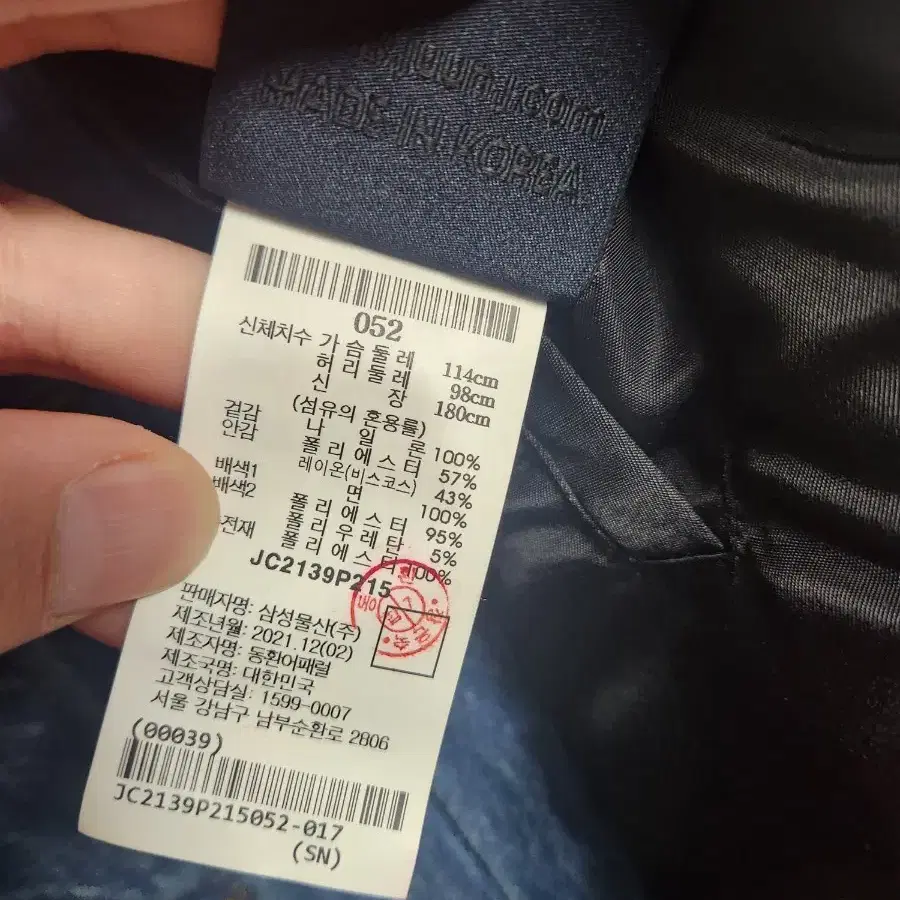 MADE IN KOREA
052
신체치수 가슴둘레 114cm
허리둘레 98cm
신장 180cm
(섬유의 혼용률)
겉감 나일론 100%
안감 폴리에스터 57%
레이온(비스코스) 43%
배색1 면 100%
배색2 폴리에스터 95%
폴리우레탄 5%
전재 폴리에스터 100%
JC2139P215
판매자명: 삼성물산(주)
제조년월: 2021.12(02)
제조자명: 동환어패럴
제조국명: 대한민국
고객상담실: 1599-0007
서울 강남구 남부순환로 2806
(00039)
JC2139P215052-017
(SN)